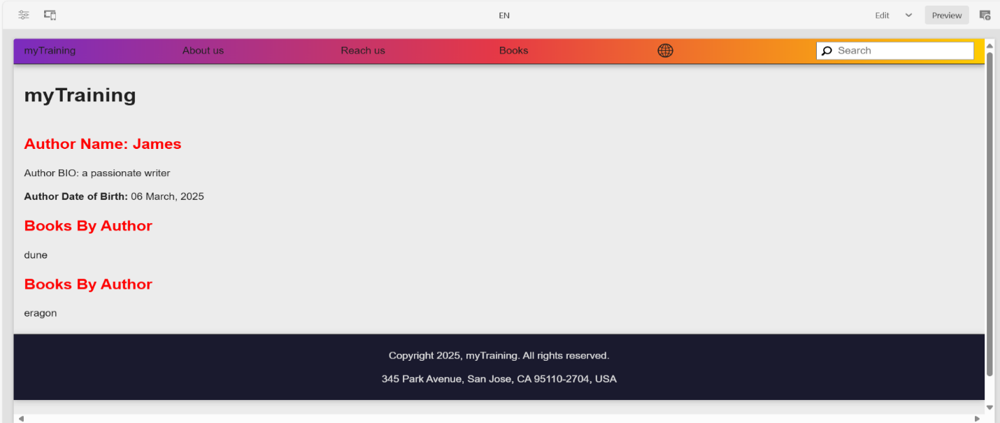 EN
Edit
Preview
myTraining
About us
Reach us
Books
Search
myTraining
Author Name: James
Author BIO: a passionate writer
Author Date of Birth: 06 March, 2025
Books By Author
dune
Books By Author
eragon
Copyright 2025, myTraining. All rights reserved.
345 Park Avenue, San Jose, CA 95110-2704, USA